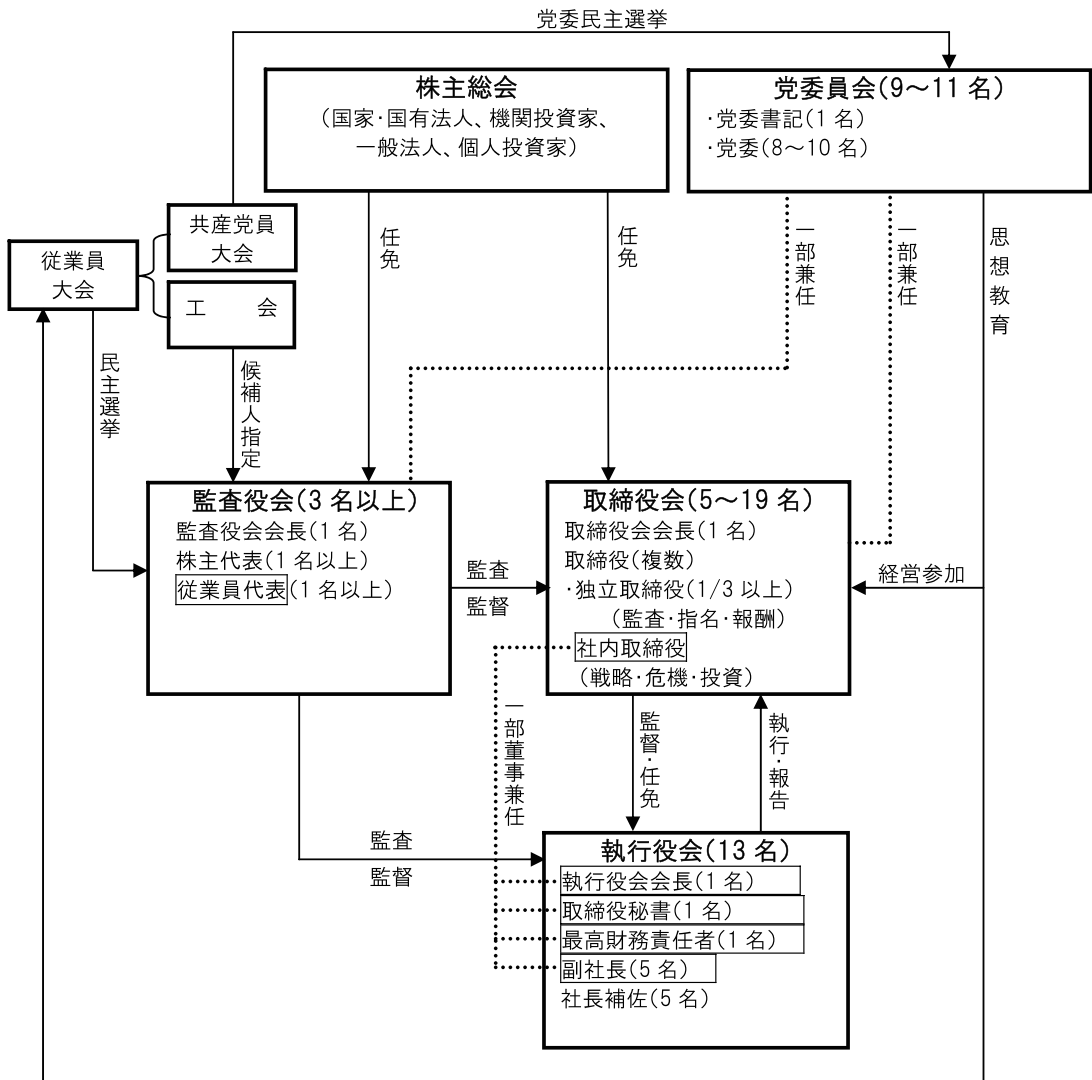 党委民主選挙
株主総会
(国家・国有法人、機関投資家、
一般法人、個人投資家)
党委員会(9～11 名)
・党委書記(1 名)
・党委(8～10 名)
共産党員
大会
従業員
大会
工　　会
任免
任免
一部兼任
一部兼任
思想教育
民主選挙
候補人指定
監査役会(3 名以上)
監査役会会長(1 名)
株主代表(1 名以上)
従業員代表(1 名以上)
監査
監督
取締役会(5～19 名)
取締役会会長(1 名)
取締役(複数)
・独立取締役(1/3 以上)
(監査・指名・報酬)
社内取締役
(戦略・危機・投資)
経営参加
一部董事兼任
監督・任免
執行・報告
監査
監督
執行役会(13 名)
執行役会会長(1 名)
取締役秘書(1 名)
最高財務責任者(1 名)
副社長(5 名)
社長補佐(5 名)